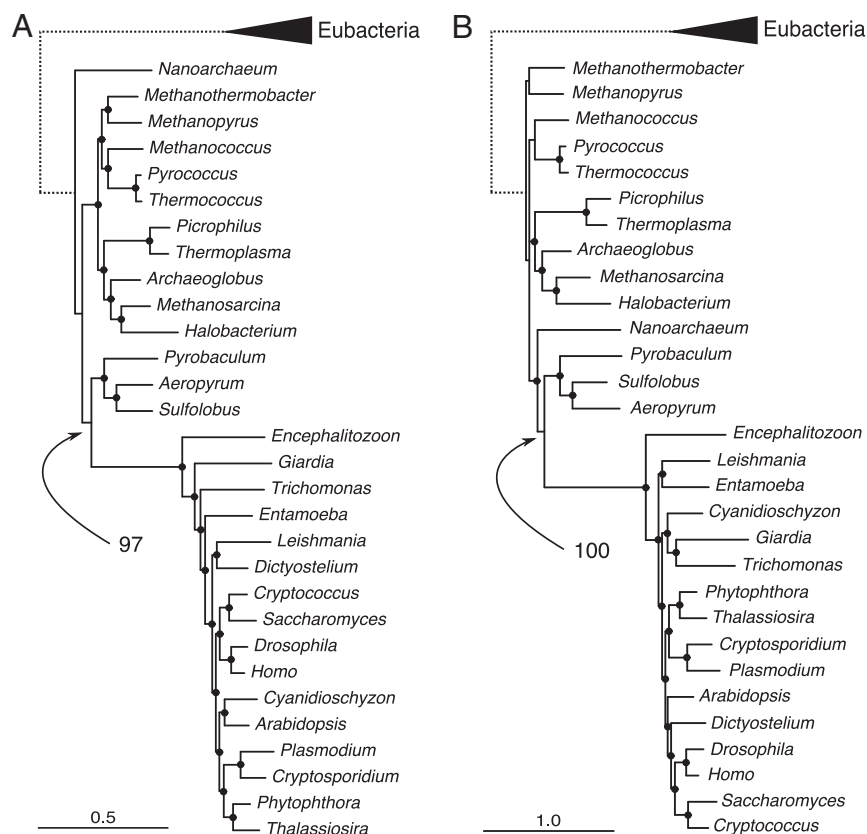 A
Eubacteria
Nanoarchaeum
Methanothermobacter
Methanopyrus
Methanococcus
Pyrococcus
Thermococcus
Picrophilus
Thermoplasma
Archaeoglobus
Methanosarcina
Halobacterium
Pyrobaculum
Aeropyrum
Sulfolobus
Encephalitozoon
Giardia
Trichomonas
Entamoeba
Leishmania
Dictyostelium
Cryptococcus
Saccharomyces
Drosophila
Homo
Cyanidioschyzon
Arabidopsis
Plasmodium
Cryptosporidium
Phytophthora
Thalassiosira
97
0.5
B
Eubacteria
Methanothermobacter
Methanopyrus
Methanococcus
Pyrococcus
Thermococcus
Picrophilus
Thermoplasma
Archaeoglobus
Methanosarcina
Halobacterium
Nanoarchaeum
Pyrobaculum
Sulfolobus
Aeropyrum
Encephalitozoon
Leishmania
Entamoeba
Cyanidioschyzon
Giardia
Trichomonas
Phytophthora
Thalassiosira
Cryptosporidium
Plasmodium
Arabidopsis
Dictyostelium
Drosophila
Homo
Saccharomyces
Cryptococcus
100
1.0